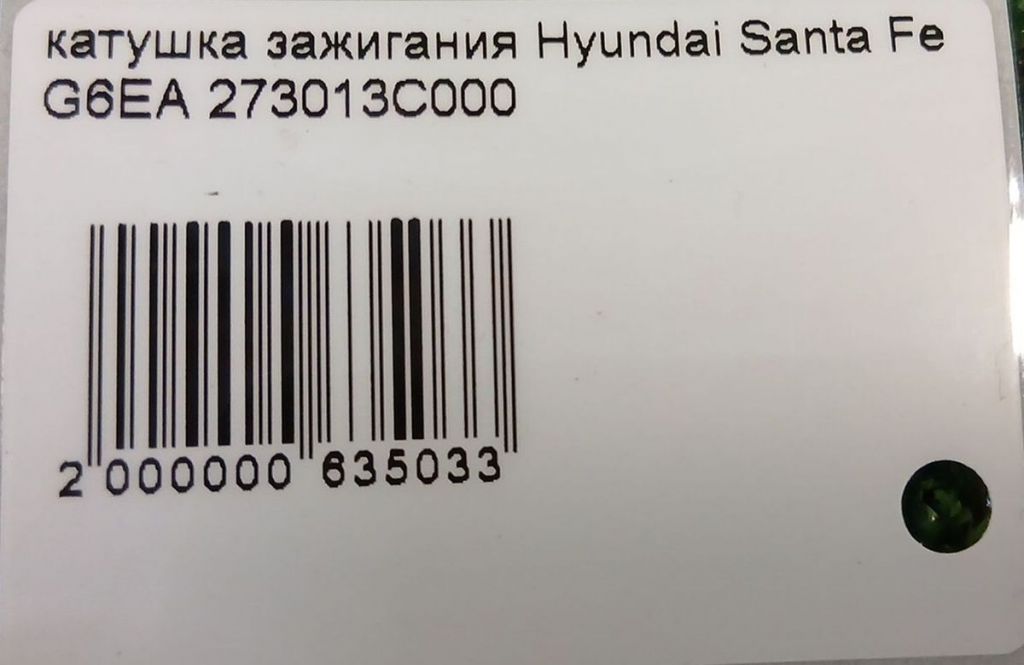 катушка зажигания Hyundai Santa Fe
G6EA 273013C000
2 000000 635033